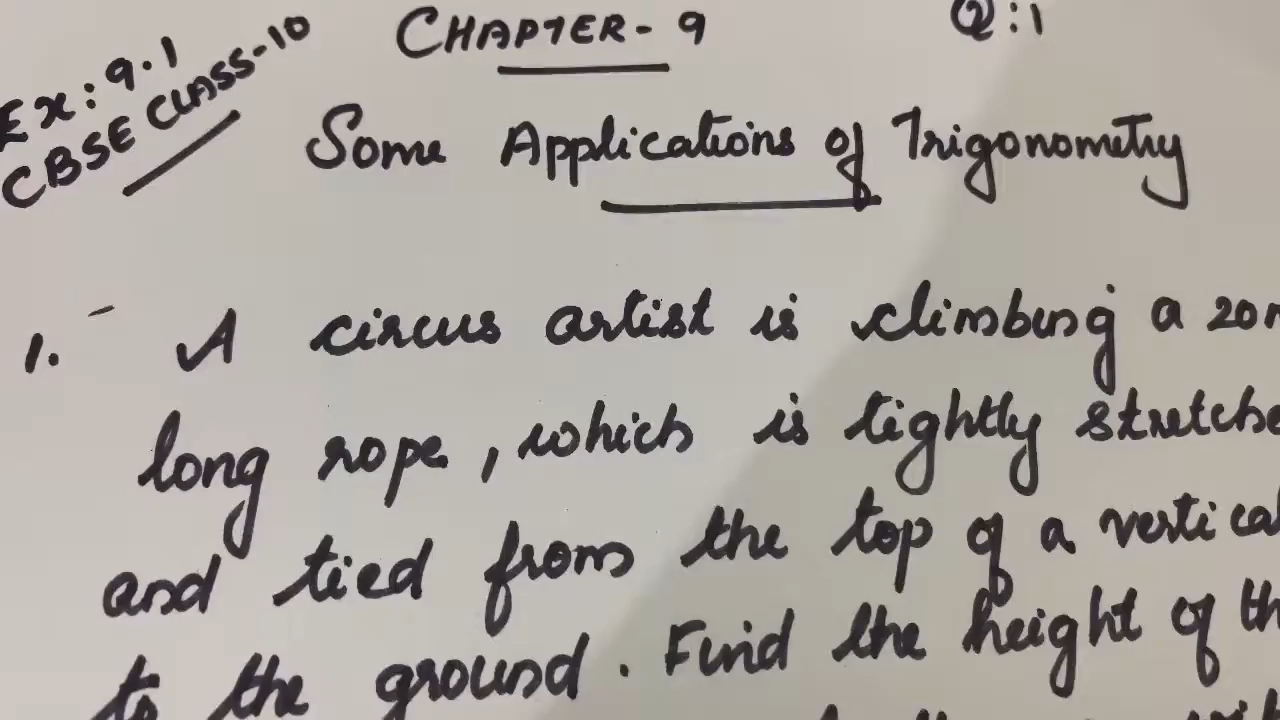 CHAPTER-9
Q:1
Ex: 9.1
CBSE CLASS-10
Some Applications of Trigonometry
1. A circus artist is climbing a 20m
long rope, which is tightly stretche
and tied from the top of a vertical
to the ground. Find the height of th